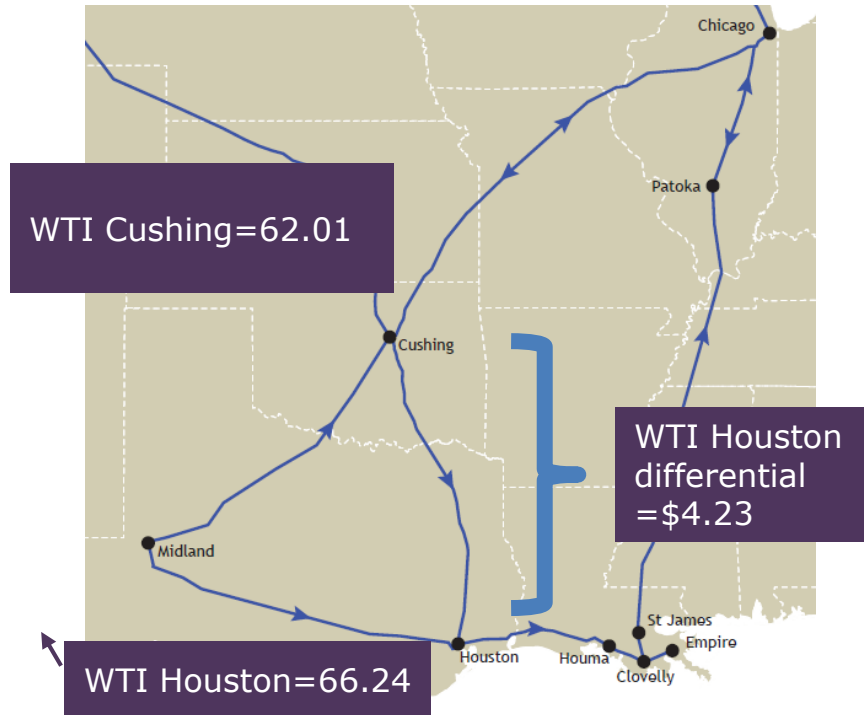 Chicago
Patoka
WTI Cushing=62.01
Cushing
WTI Houston
differential
=$4.23
Midland
St James
Empire
Houston
Houma
Clovelly
WTI Houston=66.24